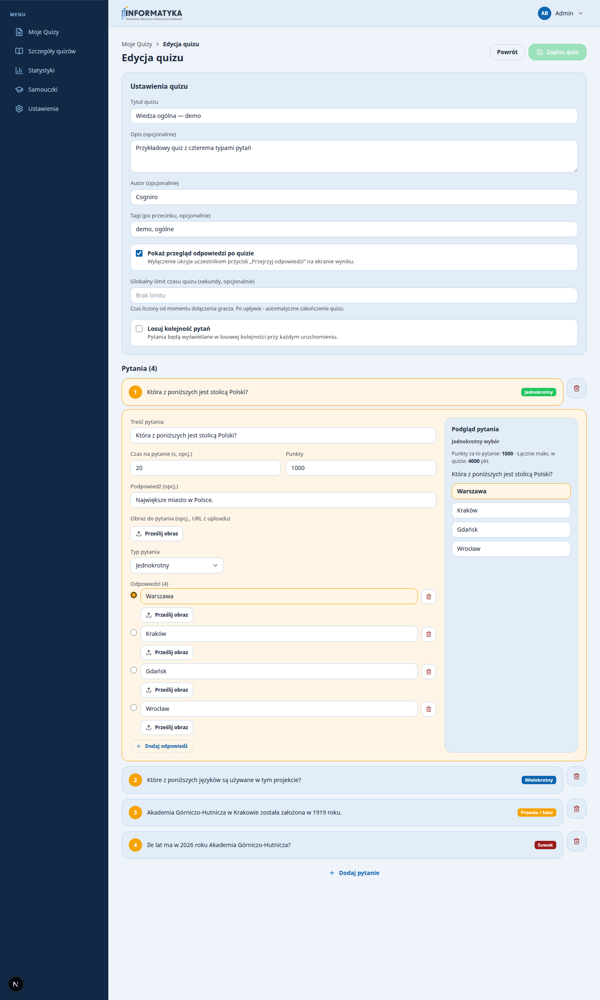 MENU
Moje Quizy
Szczegóły quizów
Statystyki
Samouczki
Ustawienia
INFORMATYKA
Akademia Górniczo-Hutnicza w Krakowie
AB
Admin
Moje Quizy
Edycja quizu
Edycja quizu
Powrót
Zapisz quiz
Ustawienia quizu
Tytuł quizu
Wiedza ogólna — demo
Opis (opcjonalnie)
Przykładowy quiz z czterema typami pytań
Autor (opcjonalnie)
Cogniro
Tagi (po przecinku, opcjonalnie)
demo, ogólne
Pokaż przegląd odpowiedzi po quizie
Wyłączenie ukryje uczestnikom przycisk „Przejrzyj odpowiedzi” na ekranie wyniku.
Globalny limit czasu quizu (sekundy, opcjonalnie)
Brak limitu
Czas liczony od momentu dołączenia gracza. Po upływie - automatyczne zakończenie quizu.
Losuj kolejność pytań
Pytania będą wyświetlane w losowej kolejności przy każdym uruchomieniu.
Pytania (4)
1
Która z poniższych jest stolicą Polski?
Jednokrotny
Treść pytania
Która z poniższych jest stolicą Polski?
Czas na pytanie (s, opcj.)
Punkty
20
1000
Podpowiedź (opcj.)
Największe miasto w Polsce.
Obraz do pytania (opcj., URL z uploadu)
Prześlij obraz
Typ pytania
Jednokrotny
Odpowiedzi (4)
Warszawa
Prześlij obraz
Kraków
Prześlij obraz
Gdańsk
Prześlij obraz
Wrocław
Prześlij obraz
Dodaj odpowiedź
Podgląd pytania
Jednokrotny wybór
Punkty za to pytanie: 1000 · Łącznie maks. w
quizie: 4000 pkt
Która z poniższych jest stolicą Polski?
Warszawa
Kraków
Gdańsk
Wrocław
2
Które z poniższych języków są używane w tym projekcie?
Wielokrotny
3
Akademia Górniczo-Hutnicza w Krakowie została założona w 1919 roku.
Prawda / fałsz
4
Ile lat ma w 2026 roku Akademia Górniczo-Hutnicza?
Suwak
Dodaj pytanie
N